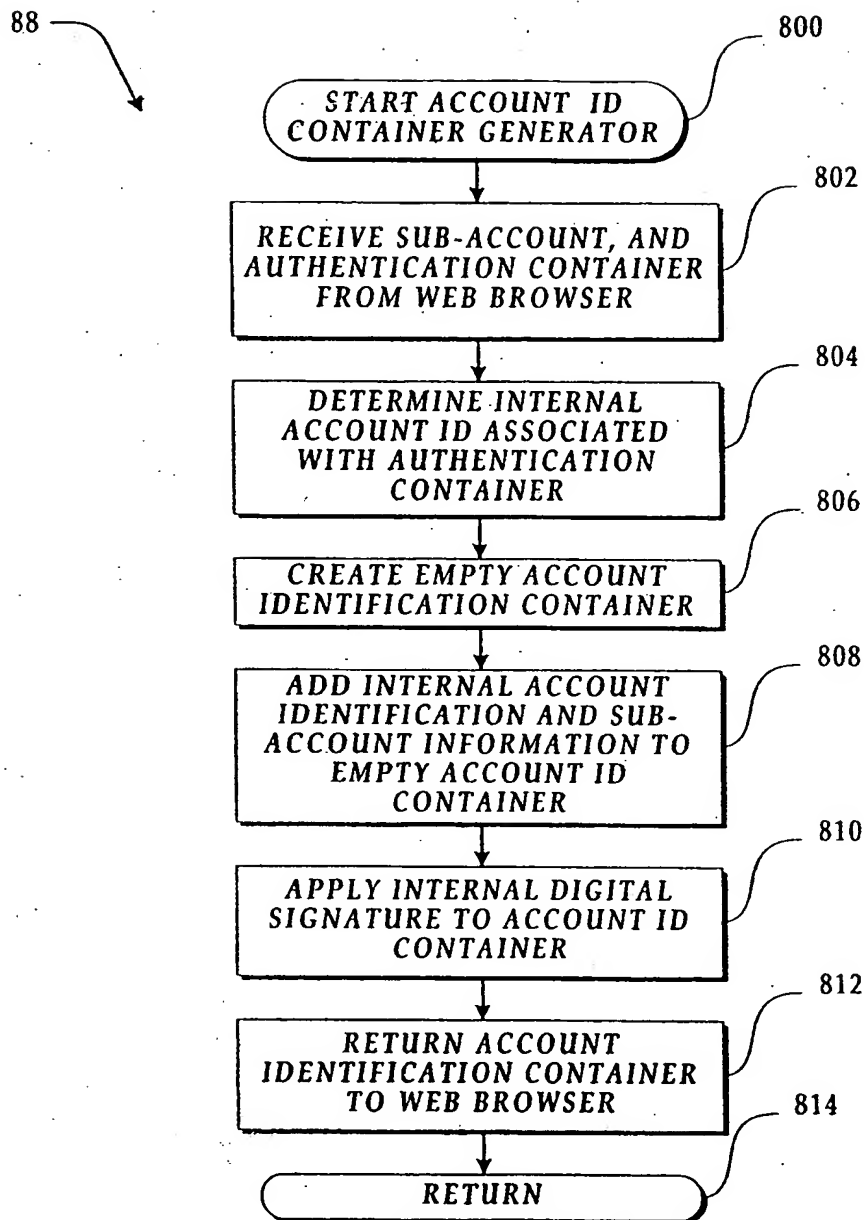 88
800
START ACCOUNT ID
CONTAINER GENERATOR
802
RECEIVE SUB-ACCOUNT, AND
AUTHENTICATION CONTAINER
FROM WEB BROWSER
804
DETERMINE INTERNAL
ACCOUNT ID ASSOCIATED
WITH AUTHENTICATION
CONTAINER
806
CREATE EMPTY ACCOUNT
IDENTIFICATION CONTAINER
808
ADD INTERNAL ACCOUNT
IDENTIFICATION AND SUB-
ACCOUNT INFORMATION TO
EMPTY ACCOUNT ID
CONTAINER
810
APPLY INTERNAL DIGITAL
SIGNATURE TO ACCOUNT ID
CONTAINER
812
RETURN ACCOUNT
IDENTIFICATION CONTAINER
TO WEB BROWSER
814
RETURN